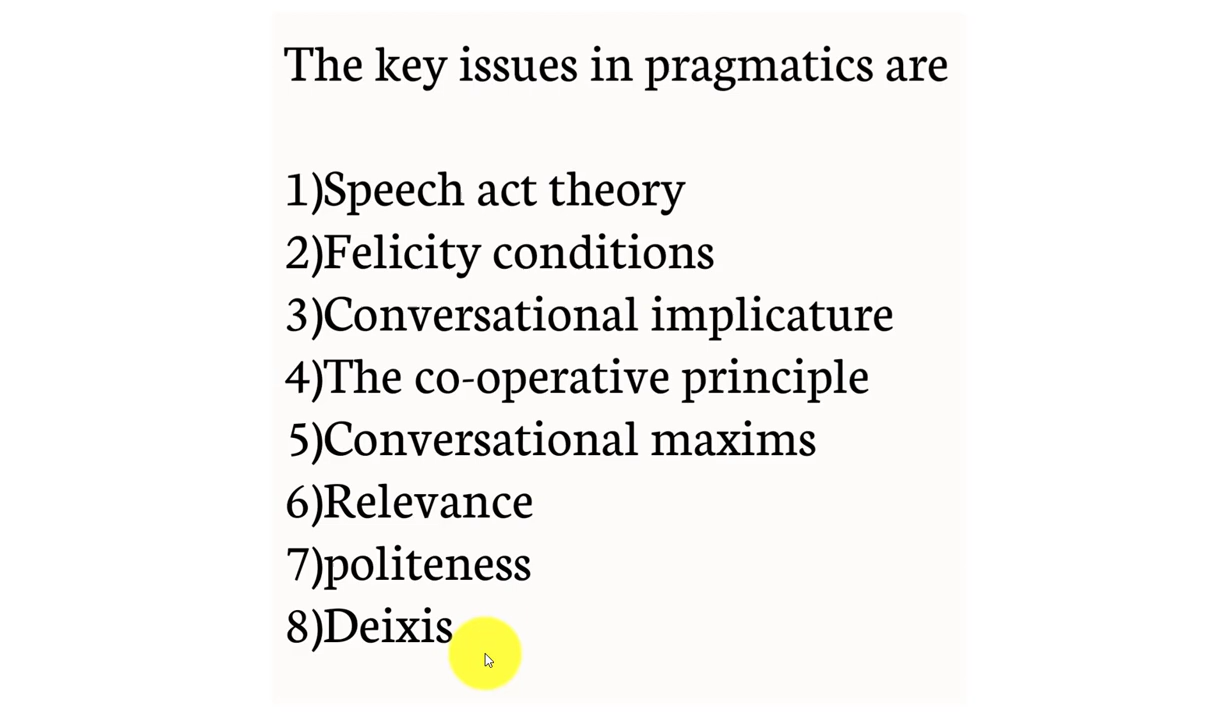 The key issues in pragmatics are
1)Speech act theory
2)Felicity conditions
3)Conversational implicature
4)The co-operative principle
5)Conversational maxims
6)Relevance
7)politeness
8)Deixis